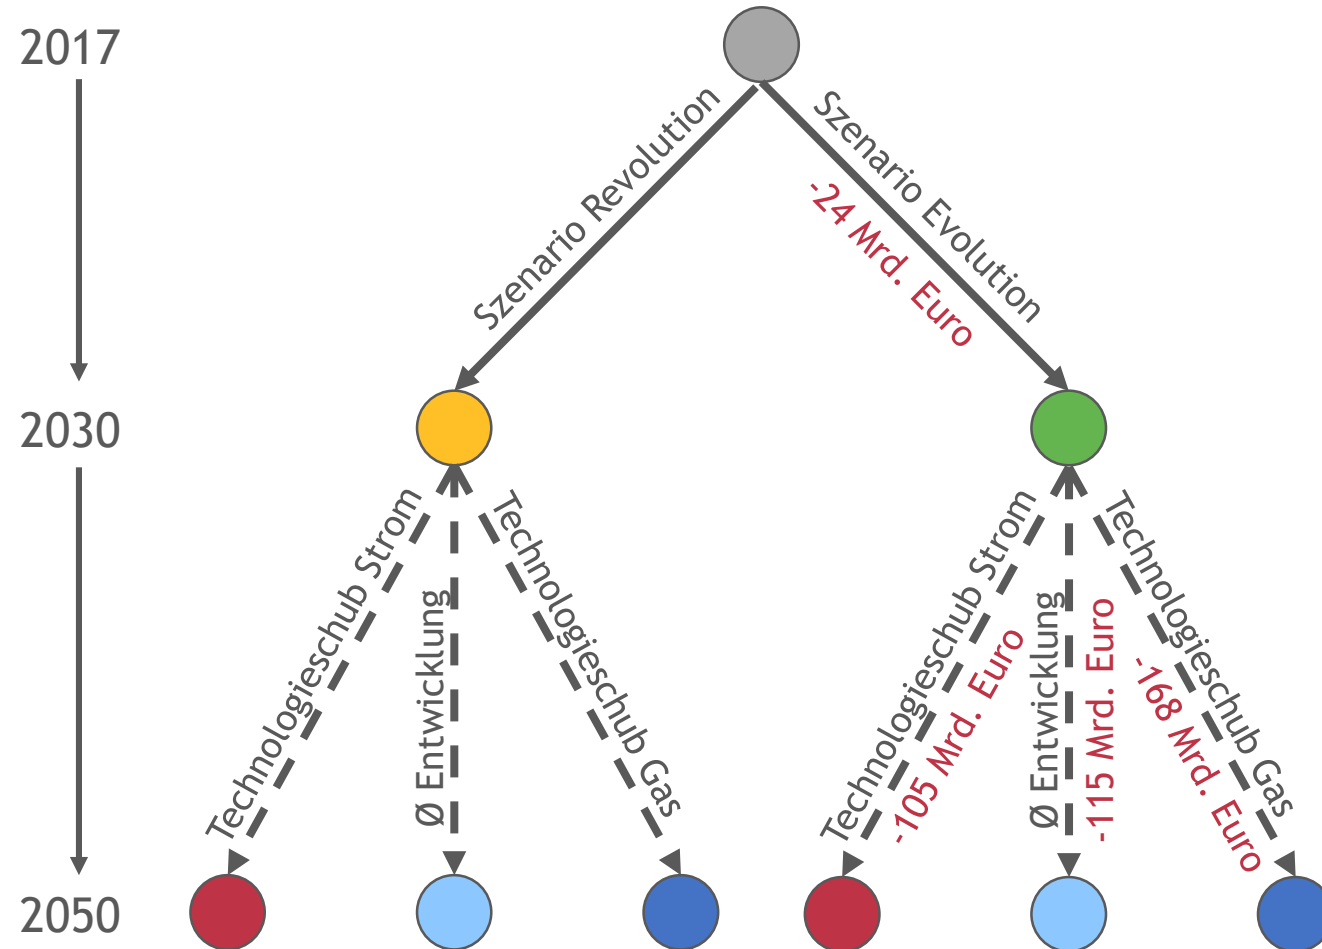 2017
Szenario Revolution
Szenario Evolution
-24 Mrd. Euro
2030
Technologieschub Strom
Ø Entwicklung
Technologieschub Gas
Technologieschub Strom
-105 Mrd. Euro
Ø Entwicklung
-115 Mrd. Euro
Technologieschub Gas
-168 Mrd. Euro
2050